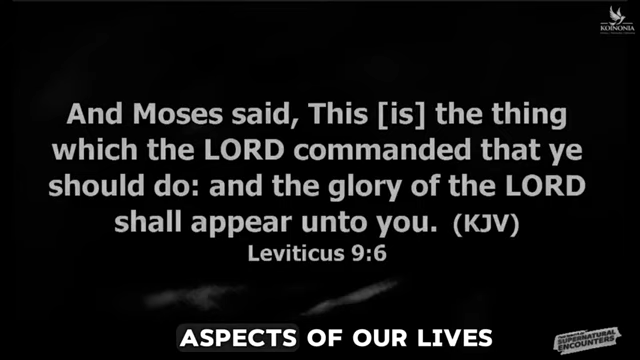 KOINONIA
And Moses said, This [is] the thing
which the LORD commanded that ye
should do: and the glory of the LORD
shall appear unto you. (KJV)
Leviticus 9:6
SUPERNATURAL
ENCOUNTERS
ASPECTS OF OUR LIVES